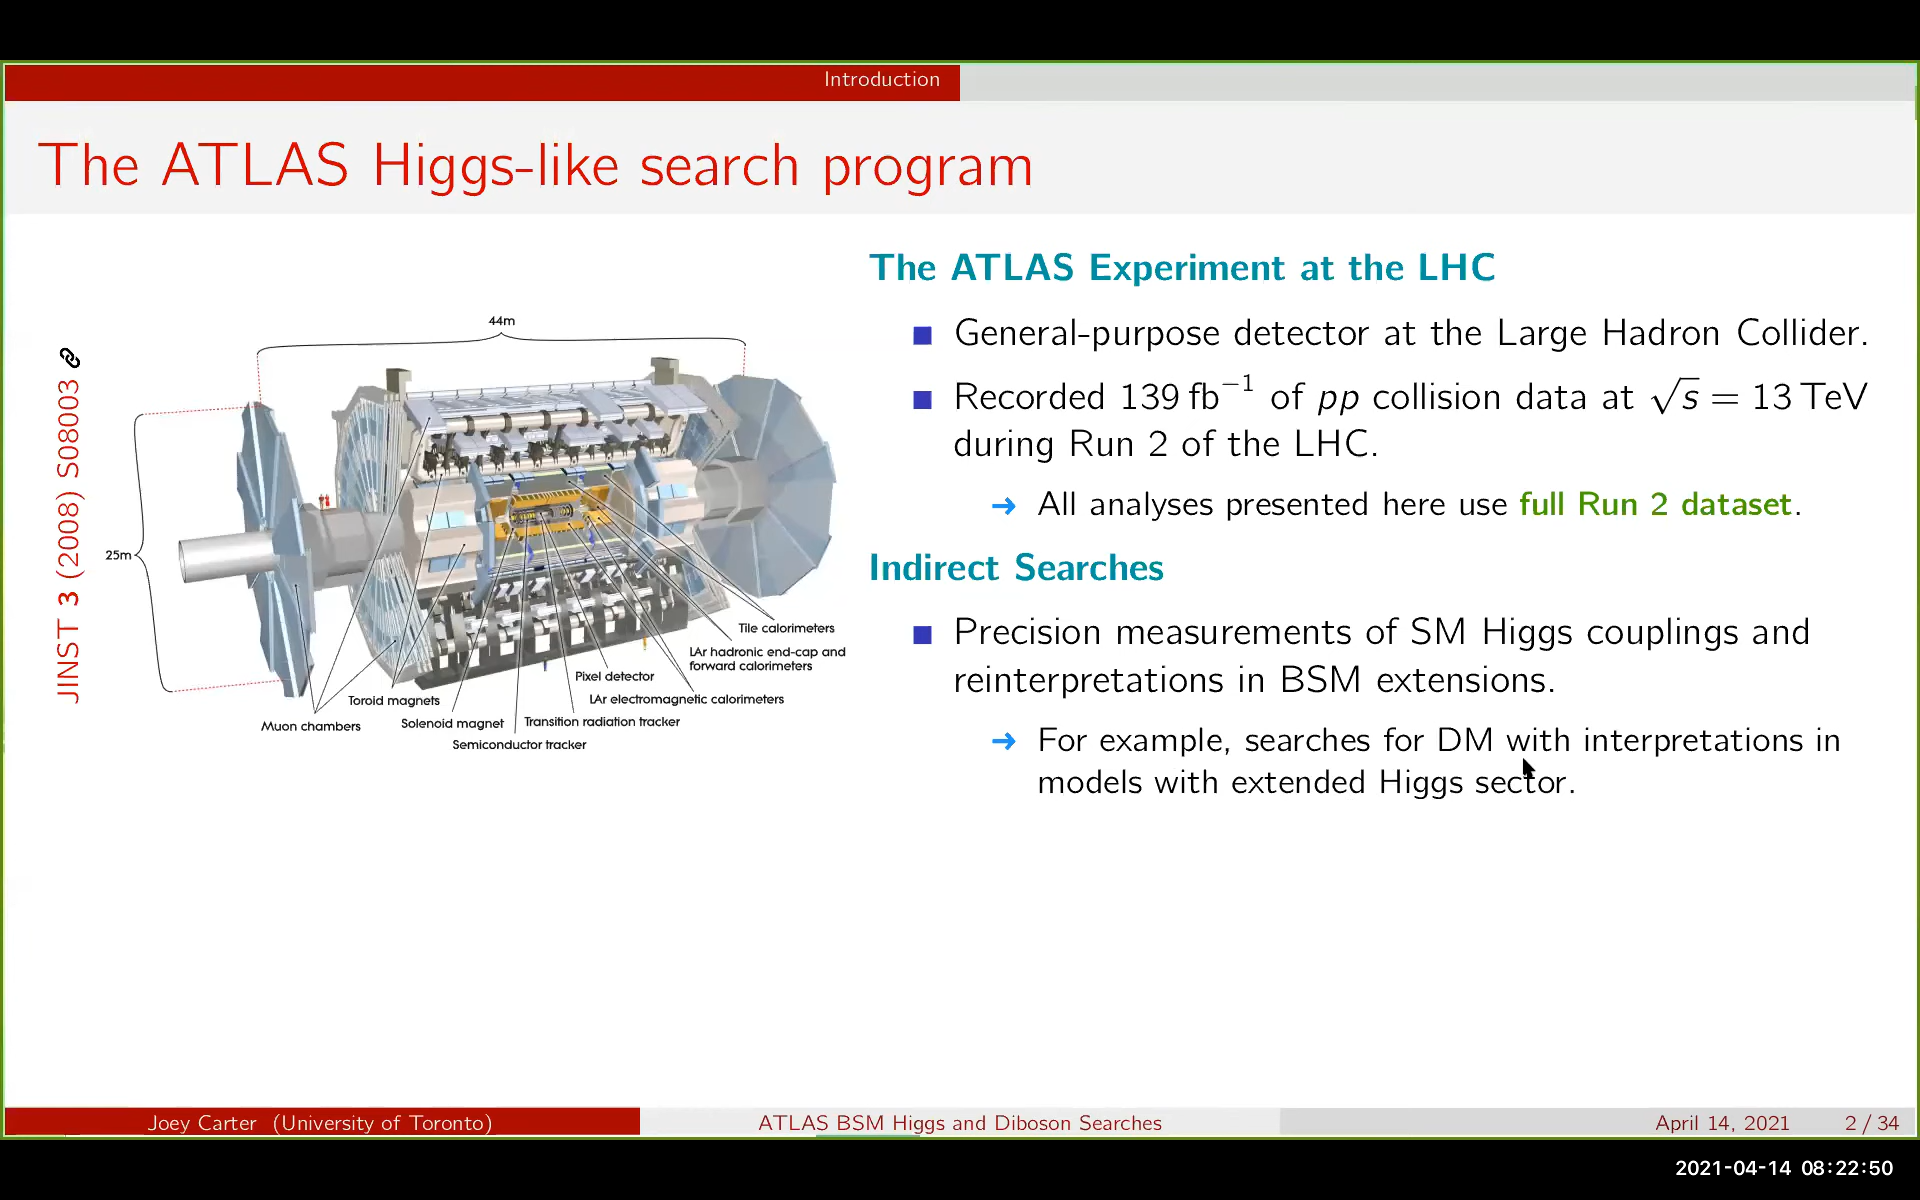 Introduction
The ATLAS Higgs-like search program
JINST 3 (2008) S08003
44m
25m
Tile calorimeters
LAr hadronic end-cap and
forward calorimeters
Pixel detector
LAr electromagnetic calorimeters
Toroid magnets
Muon chambers
Solenoid magnet
Transition radiation tracker
Semiconductor tracker
The ATLAS Experiment at the LHC
General-purpose detector at the Large Hadron Collider.
Recorded 139 fb⁻¹ of pp collision data at √s = 13 TeV
during Run 2 of the LHC.
→ All analyses presented here use full Run 2 dataset.
Indirect Searches
Precision measurements of SM Higgs couplings and
reinterpretations in BSM extensions.
→ For example, searches for DM with interpretations in
models with extended Higgs sector.
Joey Carter (University of Toronto)
ATLAS BSM Higgs and Diboson Searches
April 14, 2021
2 / 34
2021-04-14 08:22:50